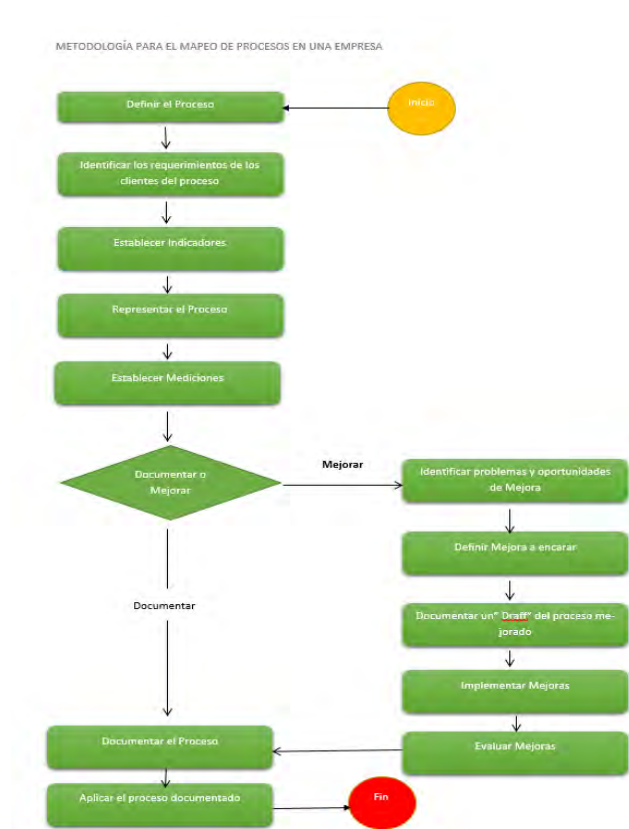 METODOLOGÍA PARA EL MAPEO DE PROCESOS EN UNA EMPRESA
Inicio
Definir el Proceso
Identificar los requerimientos de los
clientes del proceso
Establecer Indicadores
Representar el Proceso
Establecer Mediciones
Documentar o
Mejorar
Mejorar
Identificar problemas y oportunidades
de Mejora
Definir Mejora a encarar
Documentar un" Draff" del proceso me-
jorado
Implementar Mejoras
Evaluar Mejoras
Documentar
Documentar el Proceso
Aplicar el proceso documentado
Fin